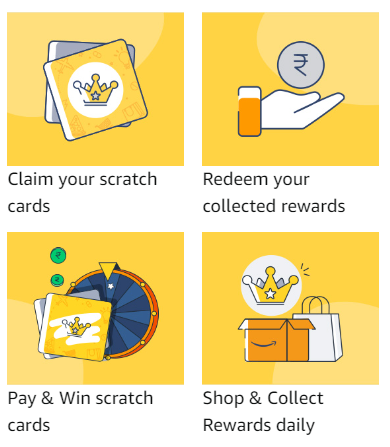 ₹
Claim your scratch
cards
Redeem your
collected rewards
₹
₹
Pay & Win scratch
cards
Shop & Collect
Rewards daily